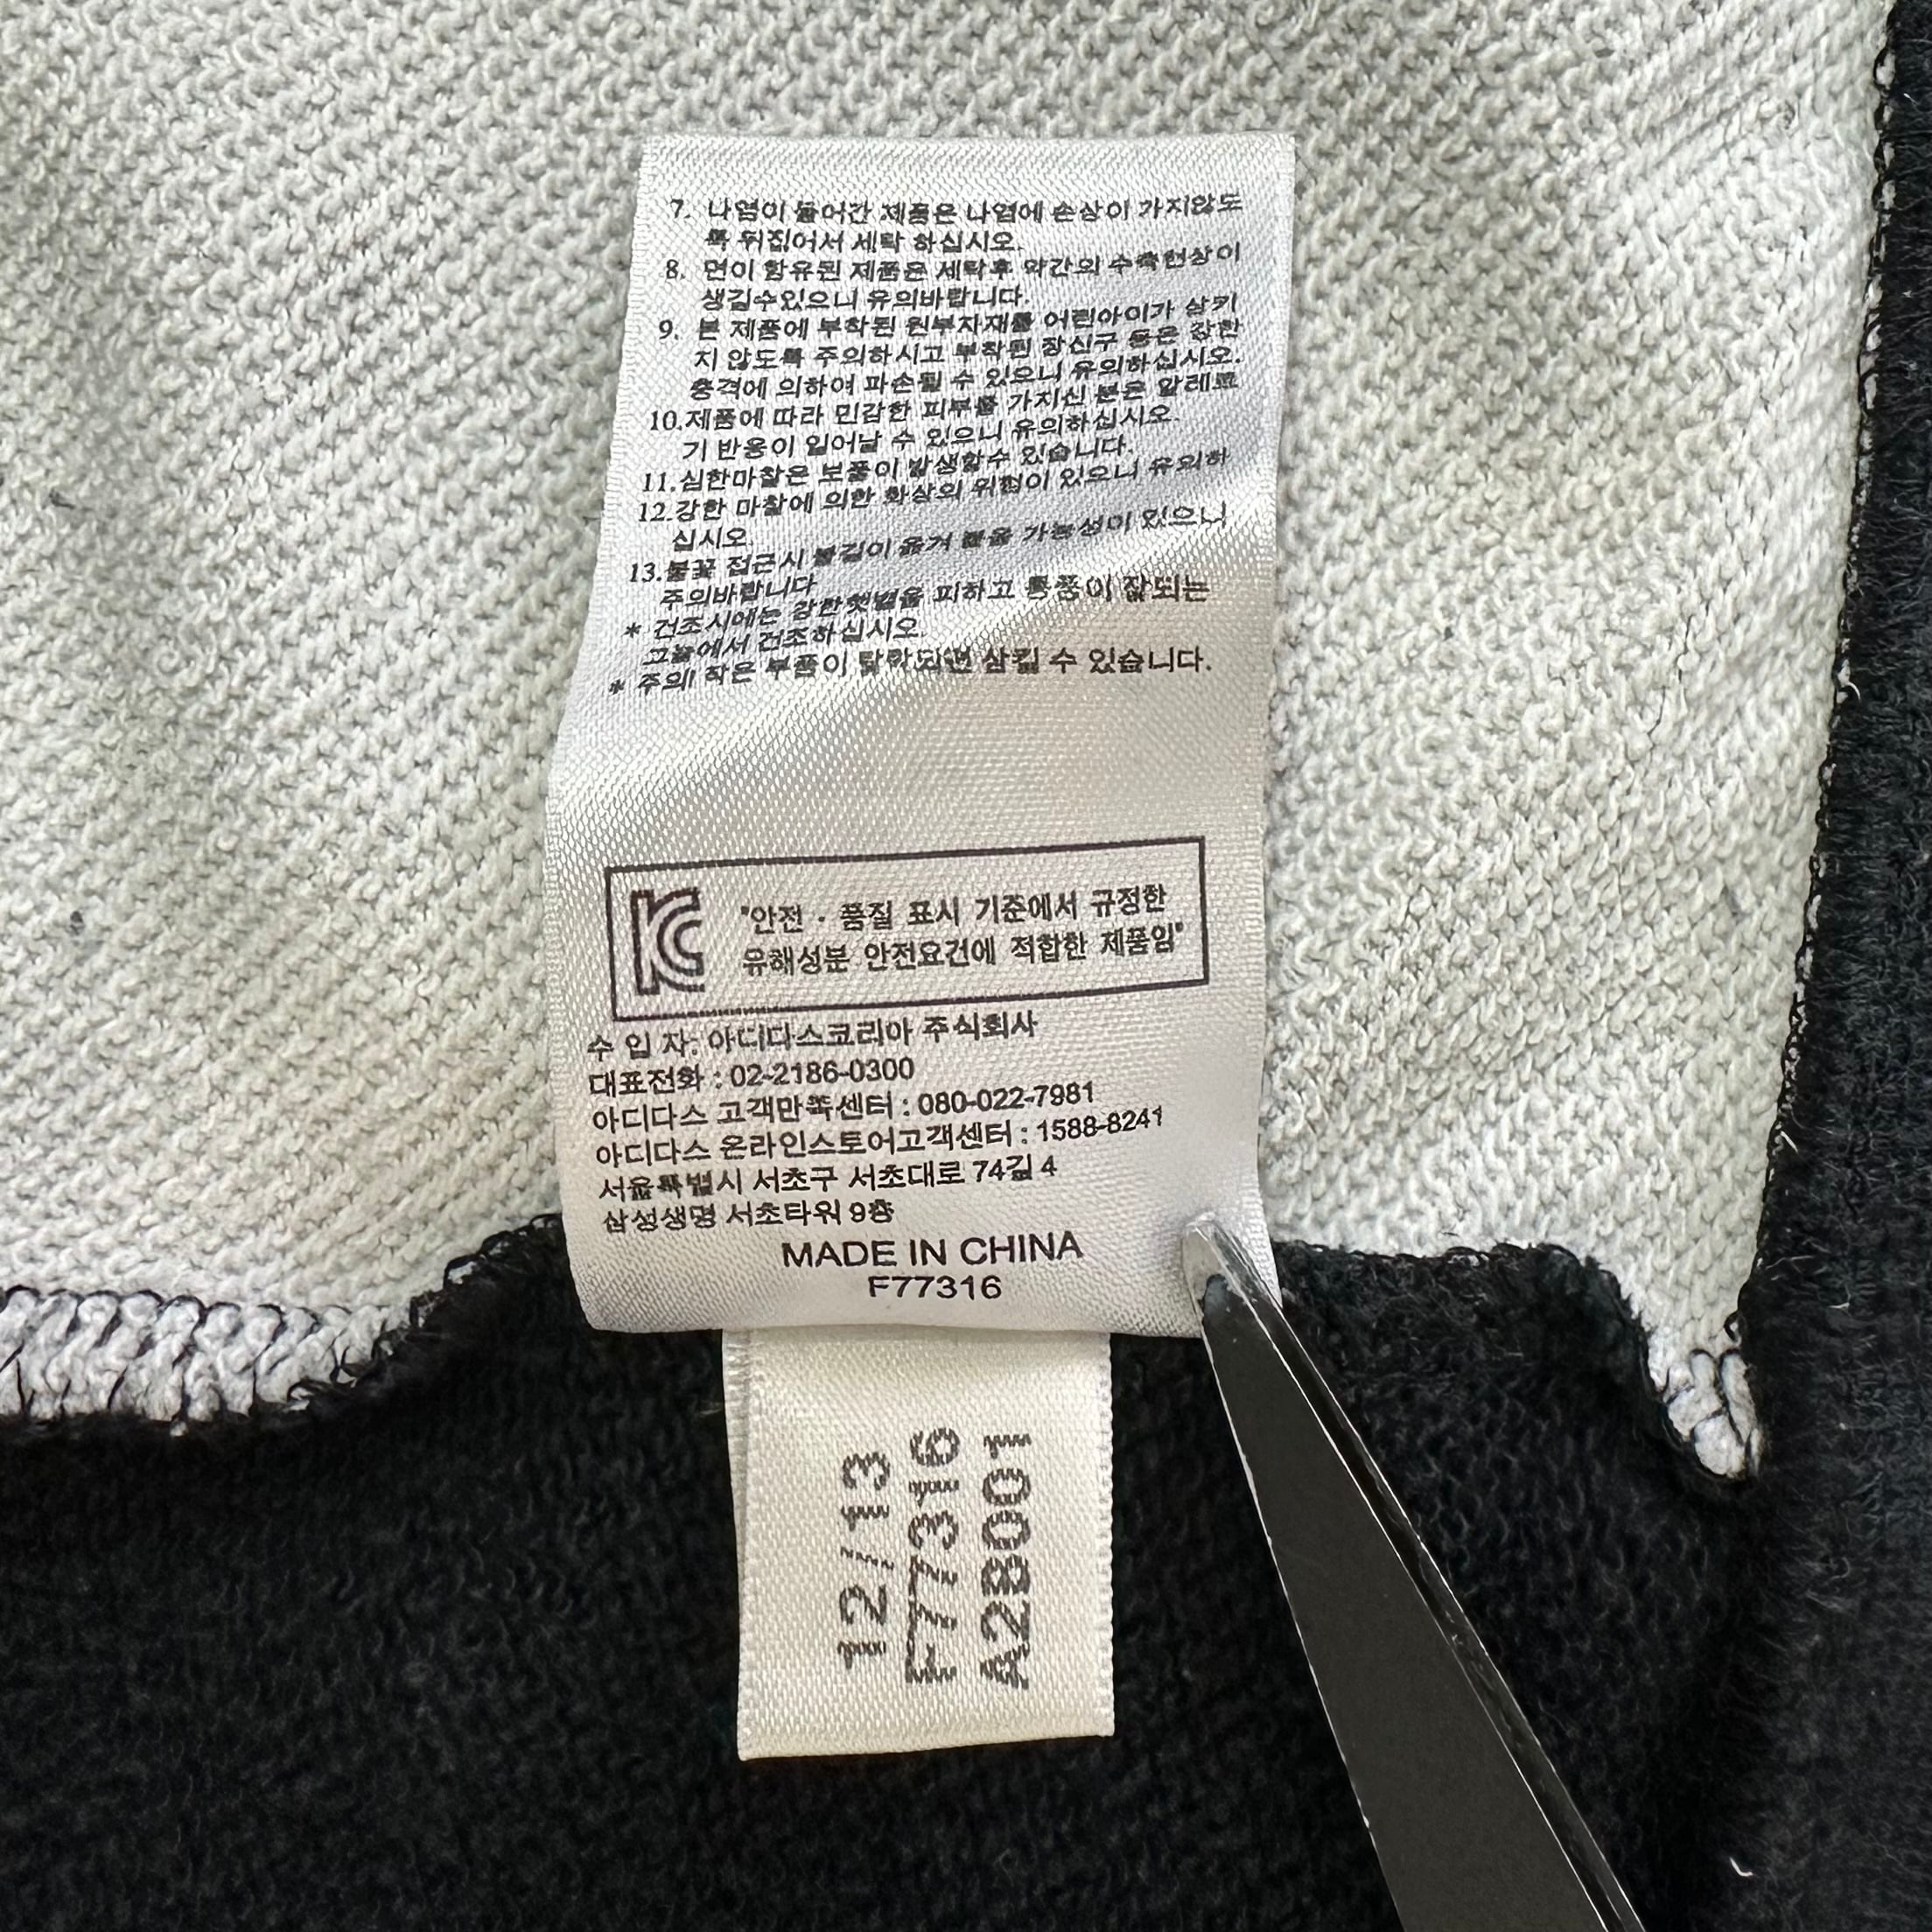 7. 나염이 들어간 제품은 나염에 손상이 가지않도
록 뒤집어서 세탁 하십시오.
8. 면이 함유된 제품은 세탁후 약간의 수축현상이
생길수있으니 유의바랍니다.
9. 본 제품에 부착된 원부자재를 어린아이가 삼키
지 않도록 주의하시고 부착된 장신구 등은 강한
충격에 의하여 파손될 수 있으니 유의하십시오.
10.제품에 따라 민감한 피부를 가지신 분은 알레르
기 반응이 일어날 수 있으니 유의하십시오.
11.심한마찰은 보풀이 발생할수 있습니다.
12.강한 마찰에 의한 화상의 위험이 있으니 유의하
십시오
13.불꽃 접근시 불길이 옮겨 붙을 가능성이 있으니
주의바랍니다
* 건조시에는 강한햇볕을 피하고 통풍이 잘되는
그늘에서 건조하십시오.
* 주의! 작은 부품이 탈락되면 삼킬 수 있습니다.
KC
"안전 · 품질 표시 기준에서 규정한
유해성분 안전요건에 적합한 제품임"
수 입 자: 아디다스코리아 주식회사
대표전화 : 02-2186-0300
아디다스 고객만족센터 : 080-022-7981
아디다스 온라인스토어고객센터 : 1588-8241
서울특별시 서초구 서초대로 74길 4
삼성생명 서초타워 9층
MADE IN CHINA
F77316
12/13
F77316
A28001